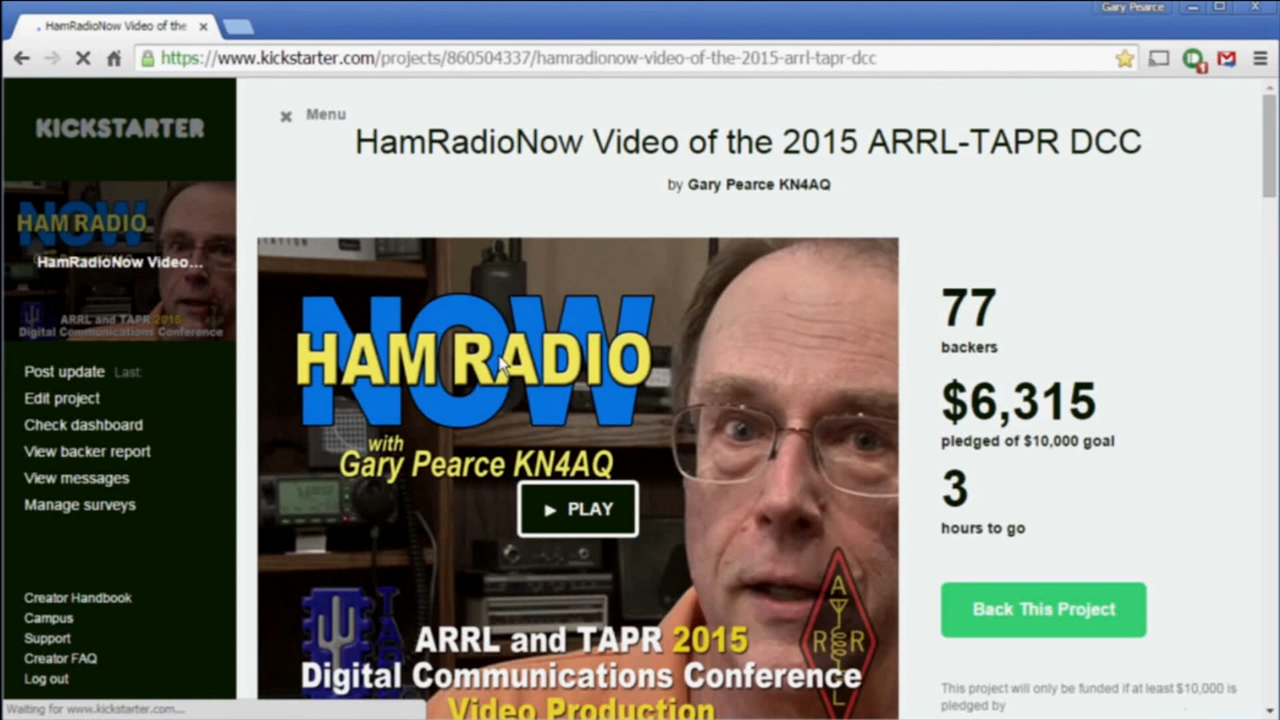 Gary Pearce
HamRadioNow Video of the
https://www.kickstarter.com/projects/860504337/hamradionow-video-of-the-2015-arrl-tapr-dcc
1
KICKSTARTER
Menu
HamRadioNow Video of the 2015 ARRL-TAPR DCC
by Gary Pearce KN4AQ
NOW
HAM RADIO
HamRadioNow Video...
ARRL and TAPR 2015
Digital Communications Conference
Post update Last:
Edit project
Check dashboard
View backer report
View messages
Manage surveys
Creator Handbook
Campus
Support
Creator FAQ
Log out
Waiting for www.kickstarter.com...
NOW
HAM RADIO
with
Gary Pearce KN4AQ
PLAY
TAPR
ARRL and TAPR 2015
Digital Communications Conference
Video Production
A
R R
L
77
backers
$6,315
pledged of $10,000 goal
3
hours to go
Back This Project
This project will only be funded if at least $10,000 is
pledged by